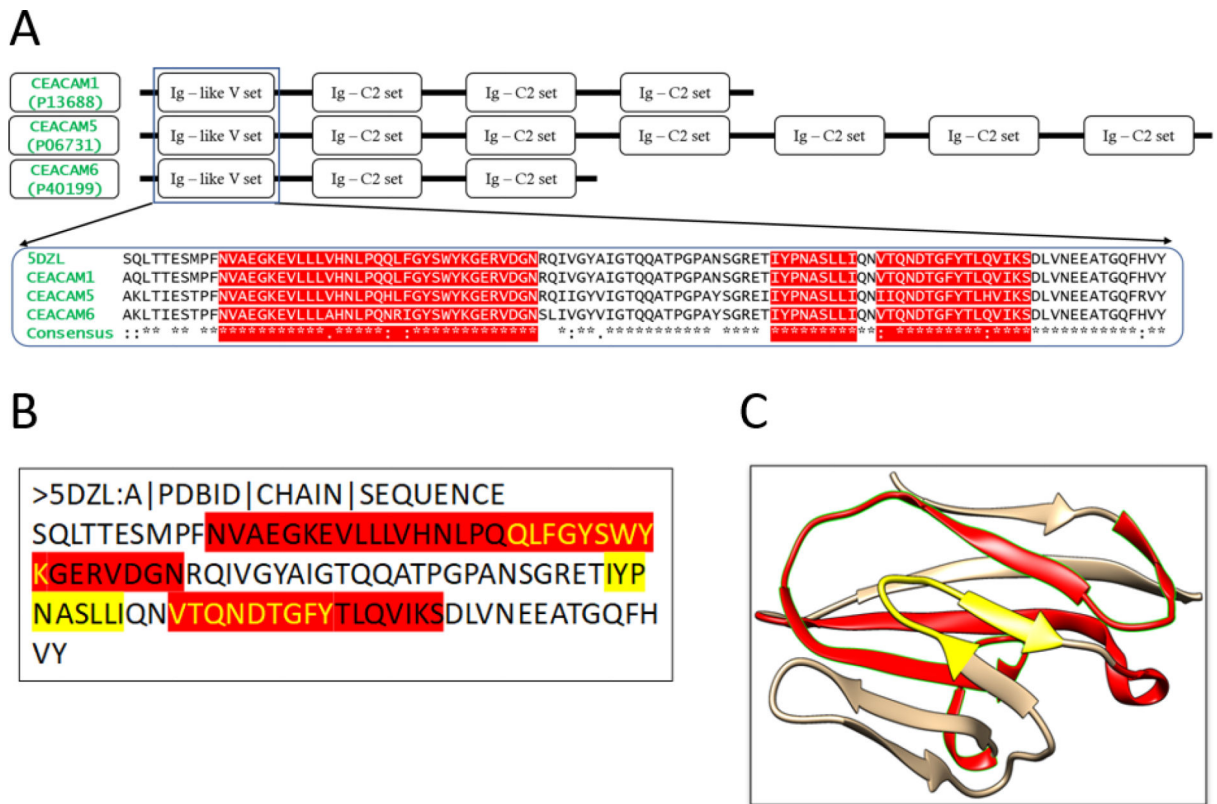 A
CEACAM1 (P13688) Ig – like V set Ig – C2 set Ig – C2 set Ig – C2 set
CEACAM5 (P06731) Ig – like V set Ig – C2 set Ig – C2 set Ig – C2 set Ig – C2 set Ig – C2 set Ig – C2 set
CEACAM6 (P40199) Ig – like V set Ig – C2 set Ig – C2 set
5DZL SQLTTESMPFNVAEGKEVLLLVHNLPQQLFGYSWYKGERVDGNRQIVGYAIGTQQATPGPANSGRETIYPNASLLIQNVTQNDTGFYTLQVIKSDLVNEEATGQFHVY
CEACAM1 AQLTTESMPFNVAEGKEVLLLVHNLPQQLFGYSWYKGERVDGNRQIVGYAIGTQQATPGPANSGRETIYPNASLLIQNVTQNDTGFYTLQVIKSDLVNEEATGQFHVY
CEACAM5 AKLTIESTPFNVAEGKEVLLLVHNLPQHLFGYSWYKGERVDGNRQIIGYVIGTQQATPGPAYSGREIIYPNASLLIQNIIQNDTGFYTLHVIKSDLVNEEATGQFRVY
CEACAM6 AKLTIESTPFNVAEGKEVLLLAHNLPQNRIGYSWYKGERVDGNSLIVGYVIGTQQATPGPAYSGRETIYPNASLLIQNVTQNDTGFYTLQVIKSDLVNEEATGQFHVY
Consensus ::** ** ***********.*****: :***************  *:**.************* **** ********** :*********:*****************:**
B
>5DZL:A|PDBID|CHAIN|SEQUENCE
SQLTTESMPFNVAEGKEVLLLVHNLPQQLFGYSWY
KGERVDGNRQIVGYAIGTQQATPGPANSGRETIYP
NASLLIQNVTQNDTGFYTLQVIKSDLVNEEATGQFH
VY
C